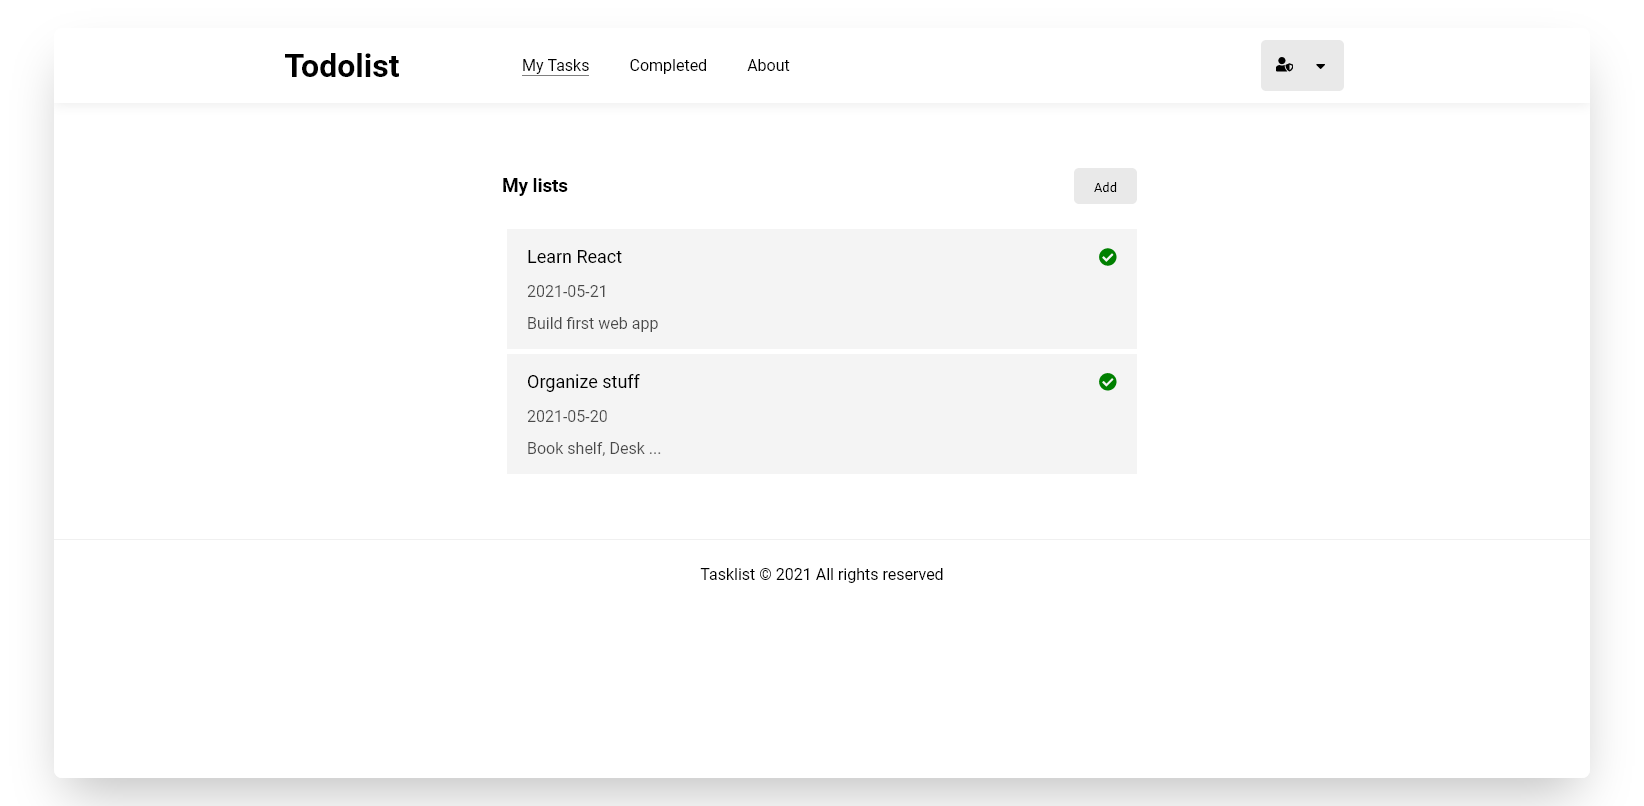 Todolist
My Tasks Completed About
My lists
Add
Learn React
2021-05-21
Build first web app
Organize stuff
2021-05-20
Book shelf, Desk ...
Tasklist © 2021 All rights reserved